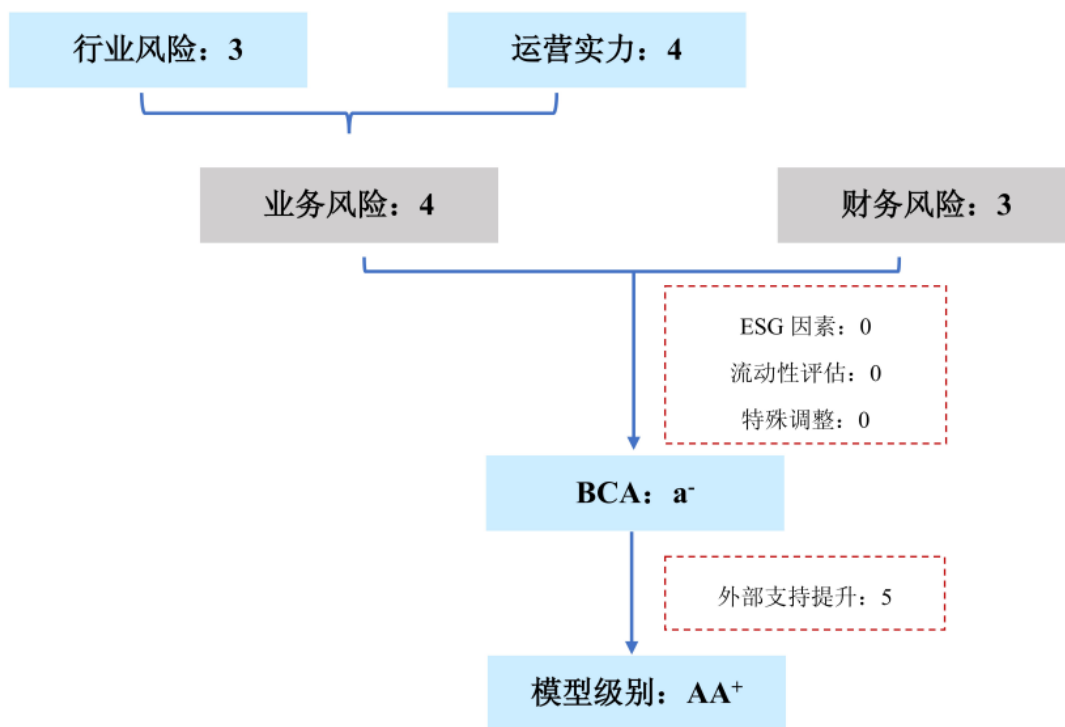 行业风险：3
运营实力：4
业务风险：4
财务风险：3
ESG 因素：0
流动性评估：0
特殊调整：0
BCA：a⁻
外部支持提升：5
模型级别：AA⁺